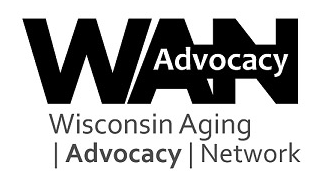 WAN
Advocacy
Wisconsin Aging
| Advocacy | Network